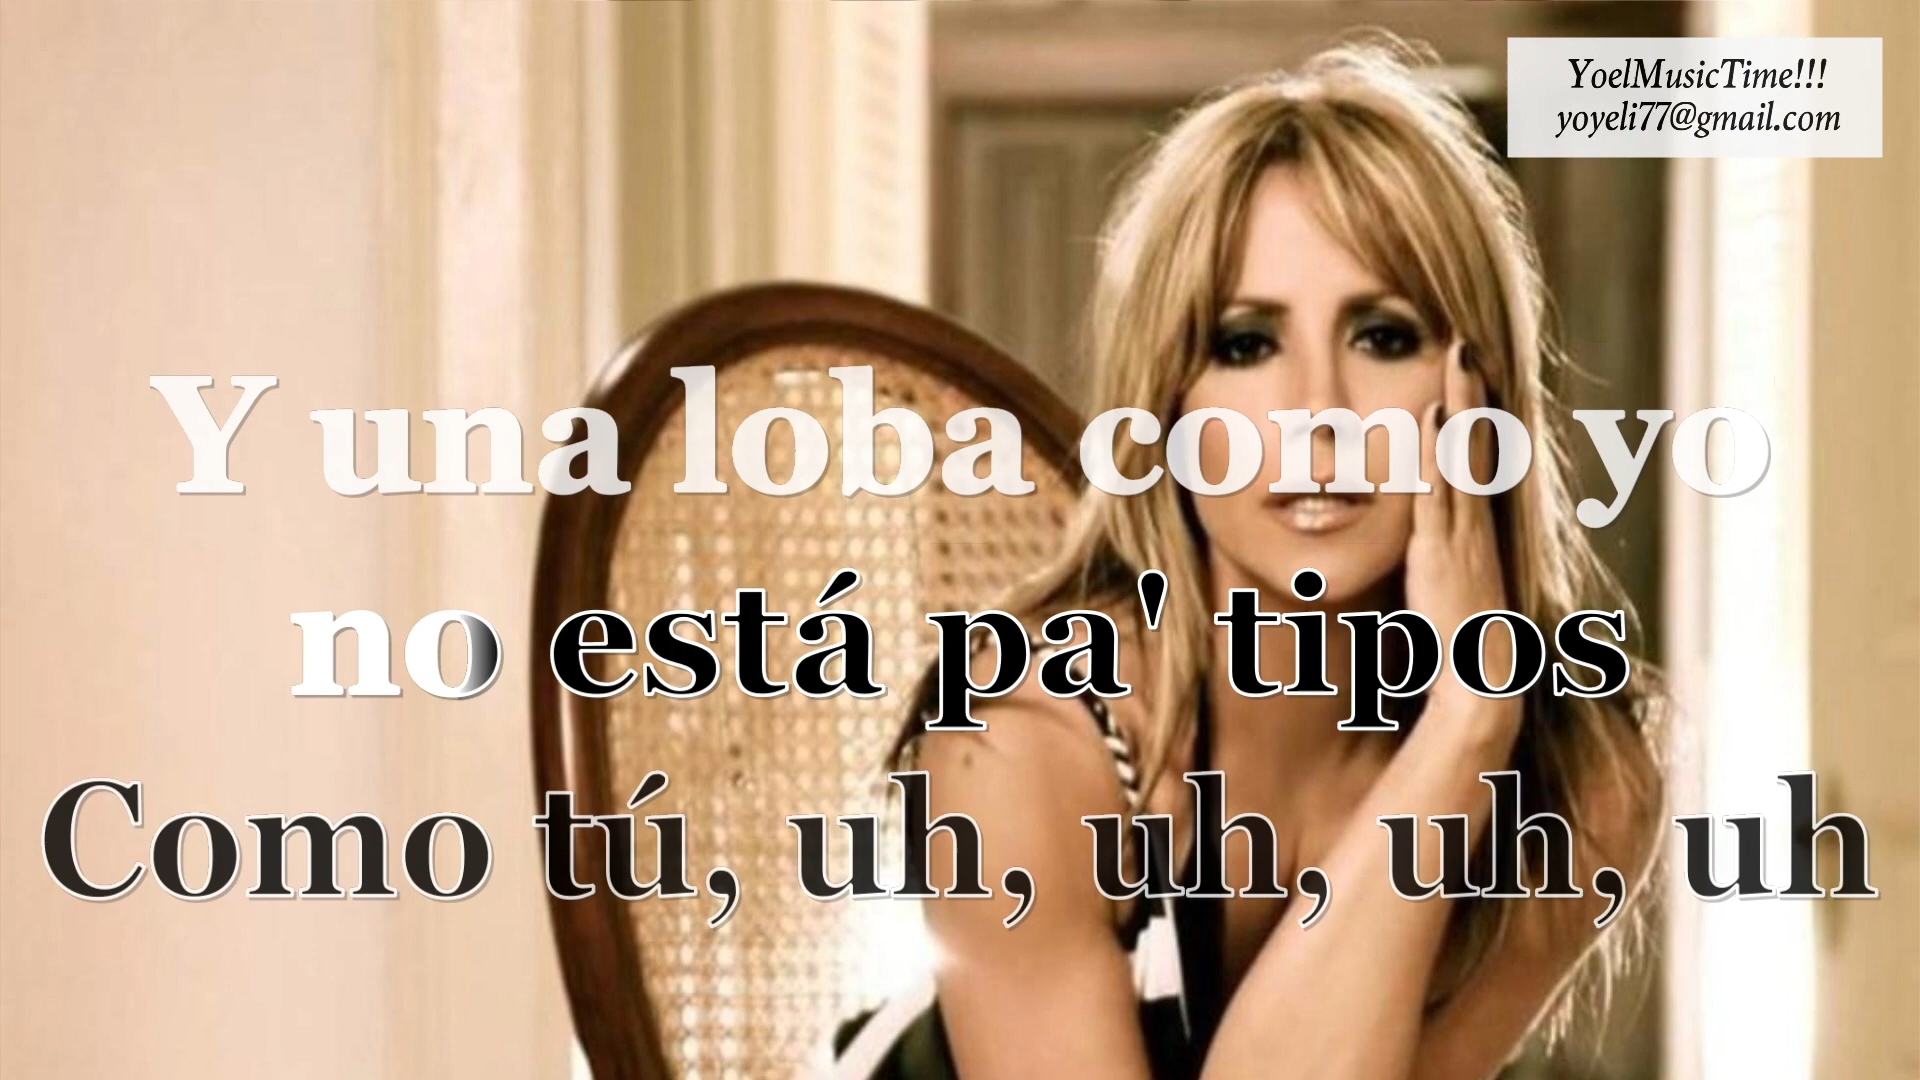 YoelMusicTime!!!
yoyeli77@gmail.com
Y una loba como yo
no está pa' tipos
Como tú, uh, uh, uh, uh